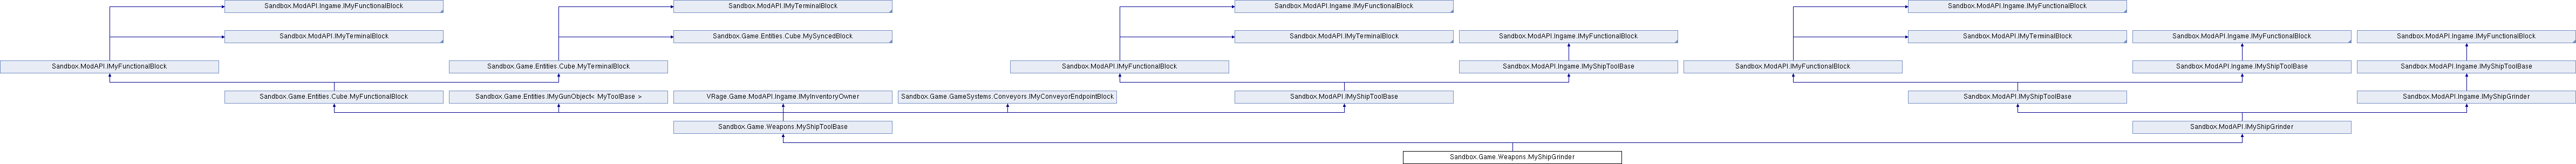 Sandbox.ModAPI.Ingame.IMyFunctionalBlock Sandbox.ModAPI.IMyTerminalBlock Sandbox.ModAPI.Ingame.IMyFunctionalBlock Sandbox.ModAPI.Ingame.IMyFunctionalBlock
Sandbox.ModAPI.IMyTerminalBlock Sandbox.Game.Entities.Cube.MySyncedBlock Sandbox.ModAPI.IMyTerminalBlock Sandbox.ModAPI.Ingame.IMyFunctionalBlock Sandbox.ModAPI.IMyTerminalBlock Sandbox.ModAPI.Ingame.IMyFunctionalBlock Sandbox.ModAPI.Ingame.IMyFunctionalBlock
Sandbox.ModAPI.IMyFunctionalBlock Sandbox.Game.Entities.Cube.MyTerminalBlock Sandbox.ModAPI.IMyFunctionalBlock Sandbox.ModAPI.Ingame.IMyShipToolBase Sandbox.ModAPI.IMyFunctionalBlock Sandbox.ModAPI.Ingame.IMyShipToolBase Sandbox.ModAPI.Ingame.IMyShipToolBase
Sandbox.Game.Entities.Cube.MyFunctionalBlock Sandbox.Game.Entities.IMyGunObject< MyToolBase > VRage.Game.ModAPI.Ingame.IMyInventoryOwner Sandbox.Game.GameSystems.Conveyors.IMyConveyorEndpointBlock Sandbox.ModAPI.IMyShipToolBase Sandbox.ModAPI.IMyShipToolBase Sandbox.ModAPI.Ingame.IMyShipGrinder
Sandbox.Game.Weapons.MyShipToolBase Sandbox.ModAPI.IMyShipGrinder
Sandbox.Game.Weapons.MyShipGrinder